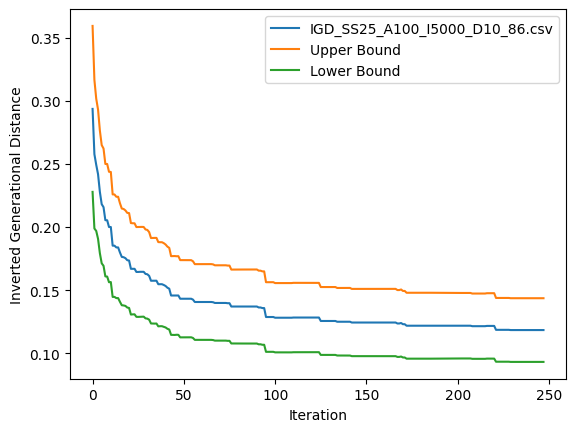 IGD_SS25_A100_I5000_D10_86.csv
Upper Bound
Lower Bound
Inverted Generational Distance
0.35
0.30
0.25
0.20
0.15
0.10
0
50
100
150
200
250
Iteration